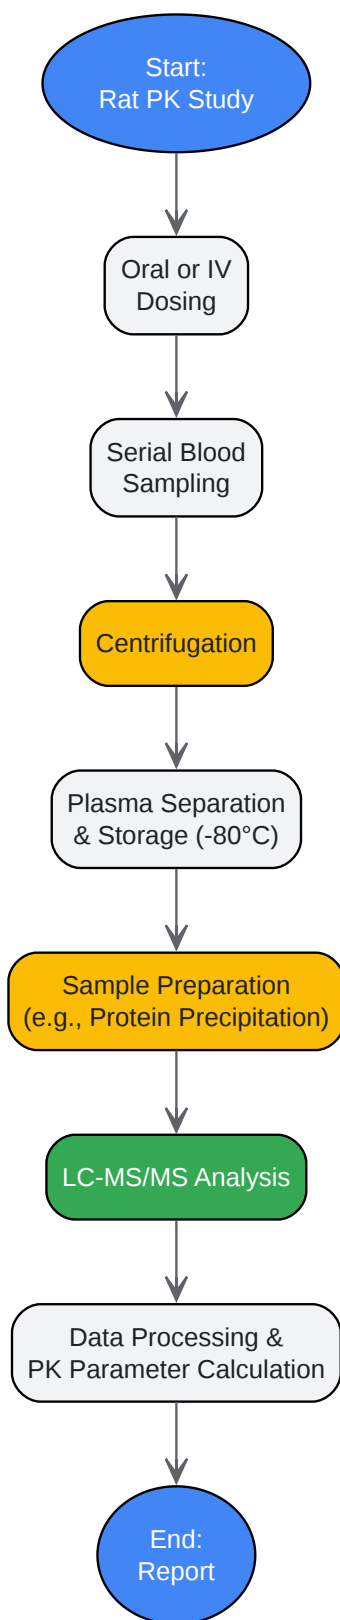 Start:
Rat PK Study
Oral or IV
Dosing
Serial Blood
Sampling
Centrifugation
Plasma Separation
& Storage (-80°C)
Sample Preparation
(e.g., Protein Precipitation)
LC-MS/MS Analysis
Data Processing &
PK Parameter Calculation
End:
Report